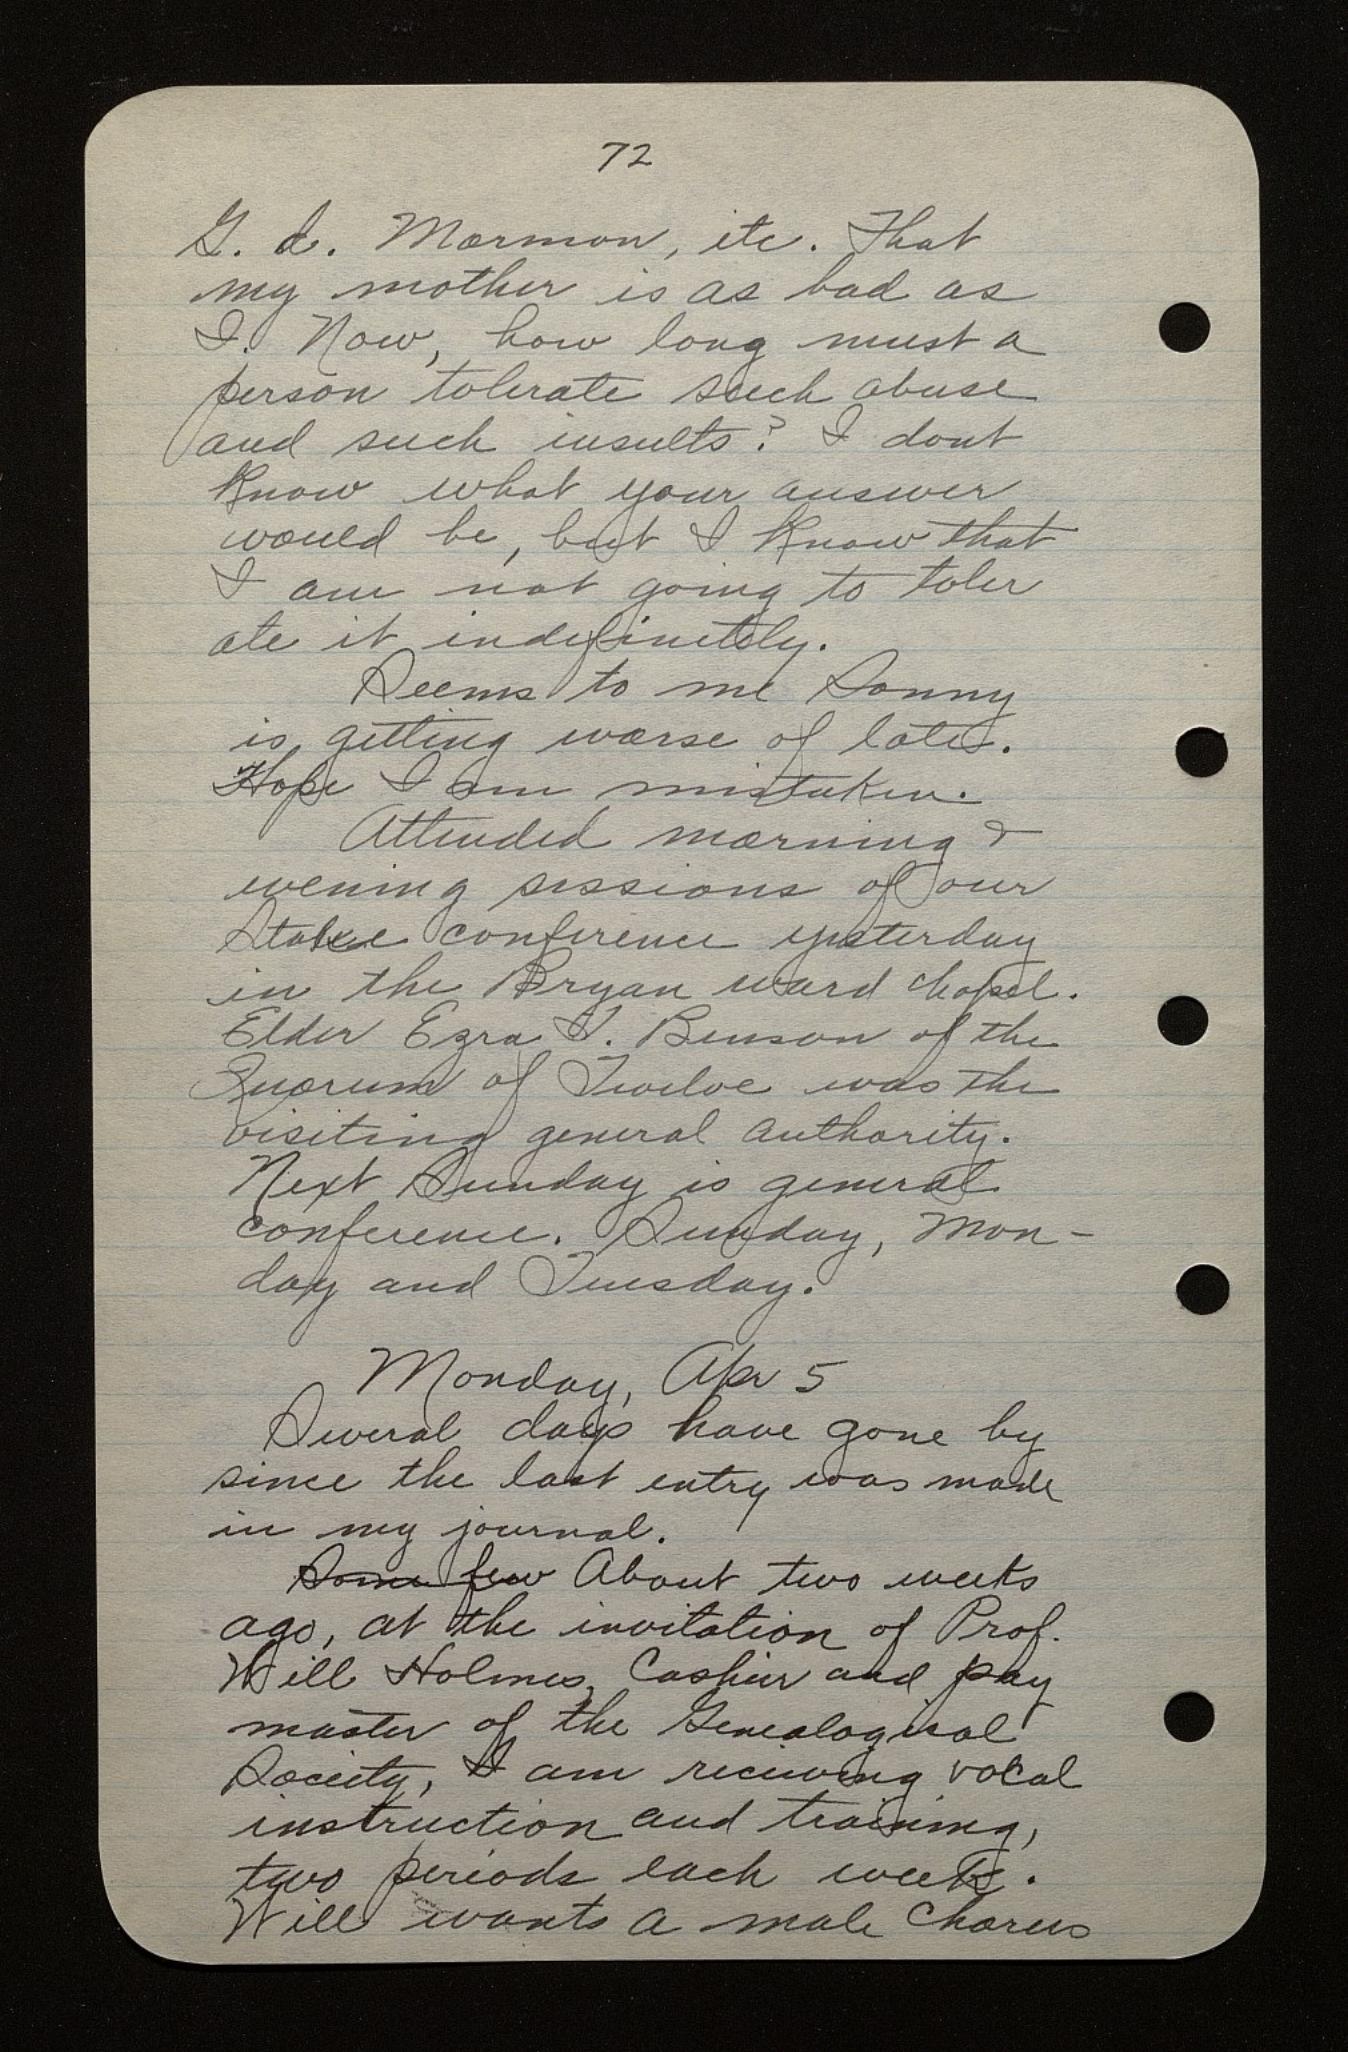 72
G. d. Mormon, etc. That
my mother is as bad as
I. Now, how long must a
person tolerate such abuse
and such insults? I dont
know what your answer
would be, but I know that
I am not going to toler
ate it indefinitely.
Seems to me Sonny
is getting worse of late.
Hope I am mistaken.
Attended morning &
evening sessions of our
Stake conference yesterday
in the Bryan ward chapel.
Elder Ezra T. Benson of the
Quorum of Twelve was the
visiting general authority.
Next Sunday is general
conference. Sunday, Mon-
day and Tuesday.
Monday, Apr 5
Several days have gone by
since the last entry was made
in my journal.
Some few About two weeks
ago, at the invitation of Prof.
Will Holmes, Cashier and pay
master of the Genealogical
Society, I am receiving vocal
instruction and training,
two periods each week.
Will wants a male chorus